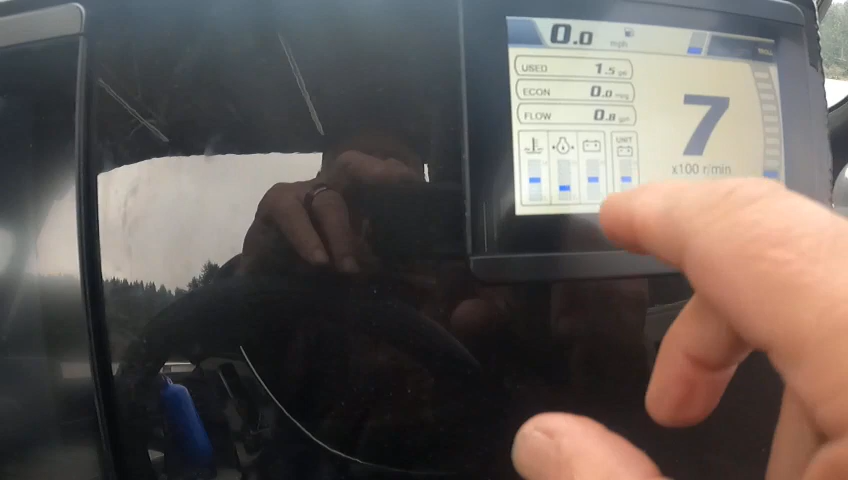 0.0
mph
USED 1.5 gal
ECON 0.0 mpg
FLOW 0.8 gph
7
UNIT
x100 r/min